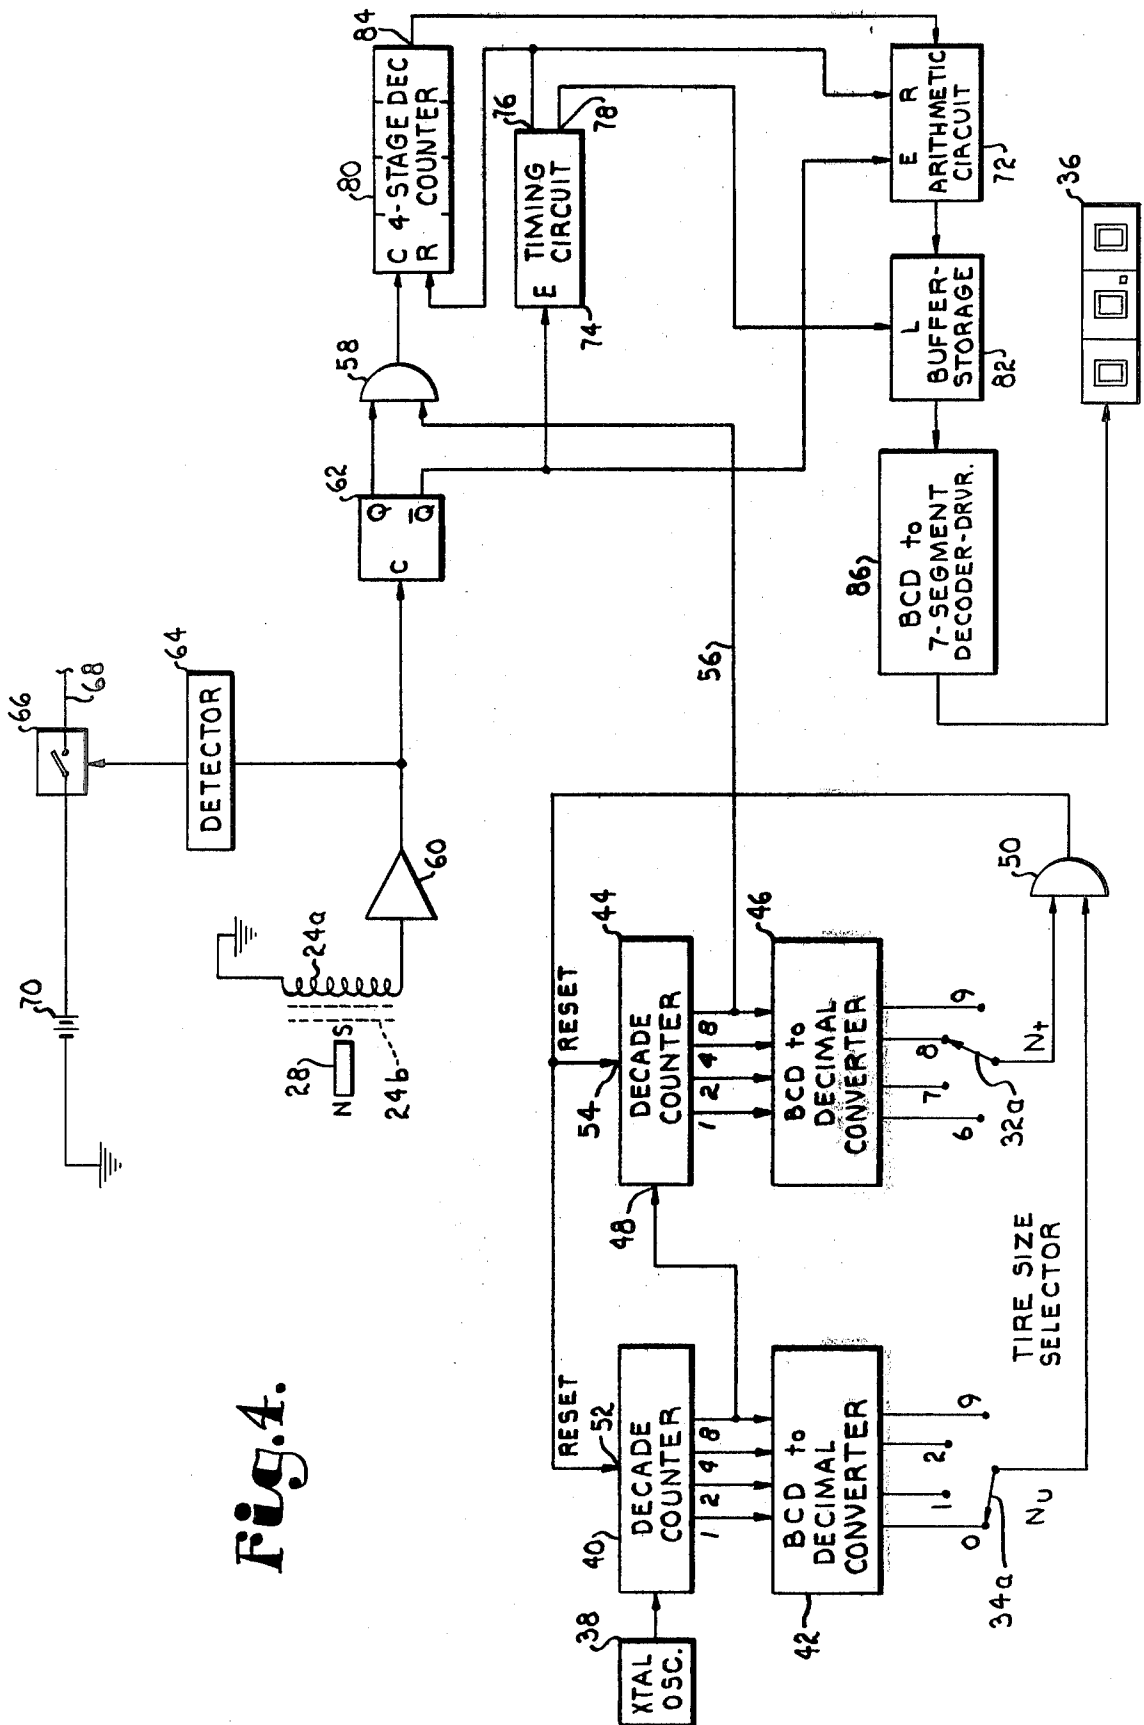 Fig.4.
70
66
68
64
DETECTOR
28
N
S
24a
24b
60
62
C
Q
Q̅
58
80
84
C 4-STAGE DEC
R COUNTER
76
78
E TIMING
CIRCUIT
74
E R
ARITHMETIC
CIRCUIT
72
L
BUFFER-
STORAGE
82
36
86
BCD to
7-SEGMENT
DECODER-DRVR.
56
38
XTAL
OSC.
RESET
52
40
DECADE
COUNTER
1 2 4 8
BCD to
DECIMAL
CONVERTER
42
0 1 2 9
34a
NU
RESET
54
44
DECADE
COUNTER
48
1 2 4 8
46
BCD to
DECIMAL
CONVERTER
6 7 8 9
32a
Nt
50
TIRE SIZE
SELECTOR